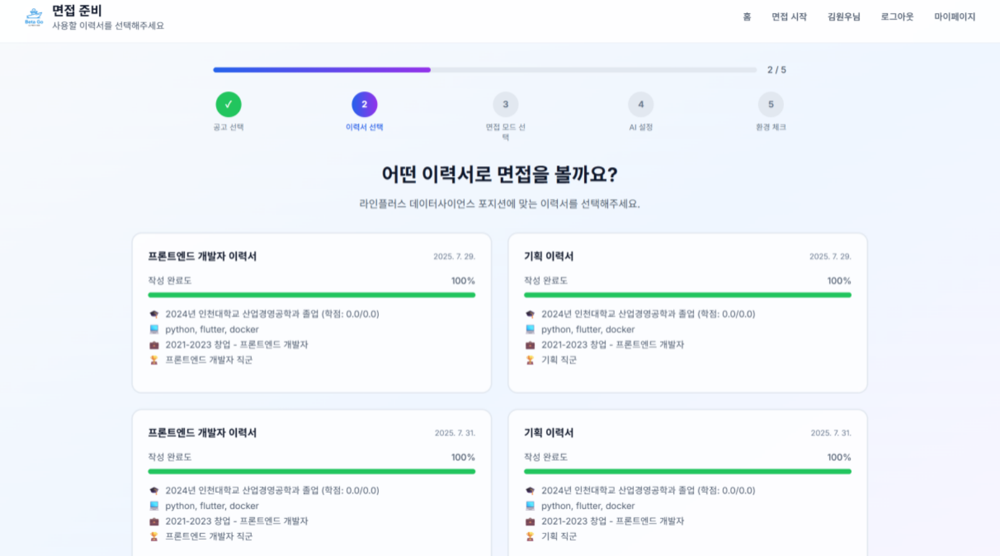 Beta Go
면접 준비
사용할 이력서를 선택해주세요
홈
면접 시작
김원우님
로그아웃
마이페이지
2 / 5
✓
2
3
4
5
공고 선택
이력서 선택
면접 모드 선
택
AI 설정
환경 체크
어떤 이력서로 면접을 볼까요?
라인플러스 데이터사이언스 포지션에 맞는 이력서를 선택해주세요.
프론트엔드 개발자 이력서
2025. 7. 29.
작성 완료도
100%
2024년 인천대학교 산업경영공학과 졸업 (학점: 0.0/0.0)
python, flutter, docker
2021-2023 창업 - 프론트엔드 개발자
프론트엔드 개발자 직군
기획 이력서
2025. 7. 29.
작성 완료도
100%
2024년 인천대학교 산업경영공학과 졸업 (학점: 0.0/0.0)
python, flutter, docker
2021-2023 창업 - 프론트엔드 개발자
기획 직군
프론트엔드 개발자 이력서
2025. 7. 31.
작성 완료도
100%
2024년 인천대학교 산업경영공학과 졸업 (학점: 0.0/0.0)
python, flutter, docker
2021-2023 창업 - 프론트엔드 개발자
프론트엔드 개발자 직군
기획 이력서
2025. 7. 31.
작성 완료도
100%
2024년 인천대학교 산업경영공학과 졸업 (학점: 0.0/0.0)
python, flutter, docker
2021-2023 창업 - 프론트엔드 개발자
기획 직군